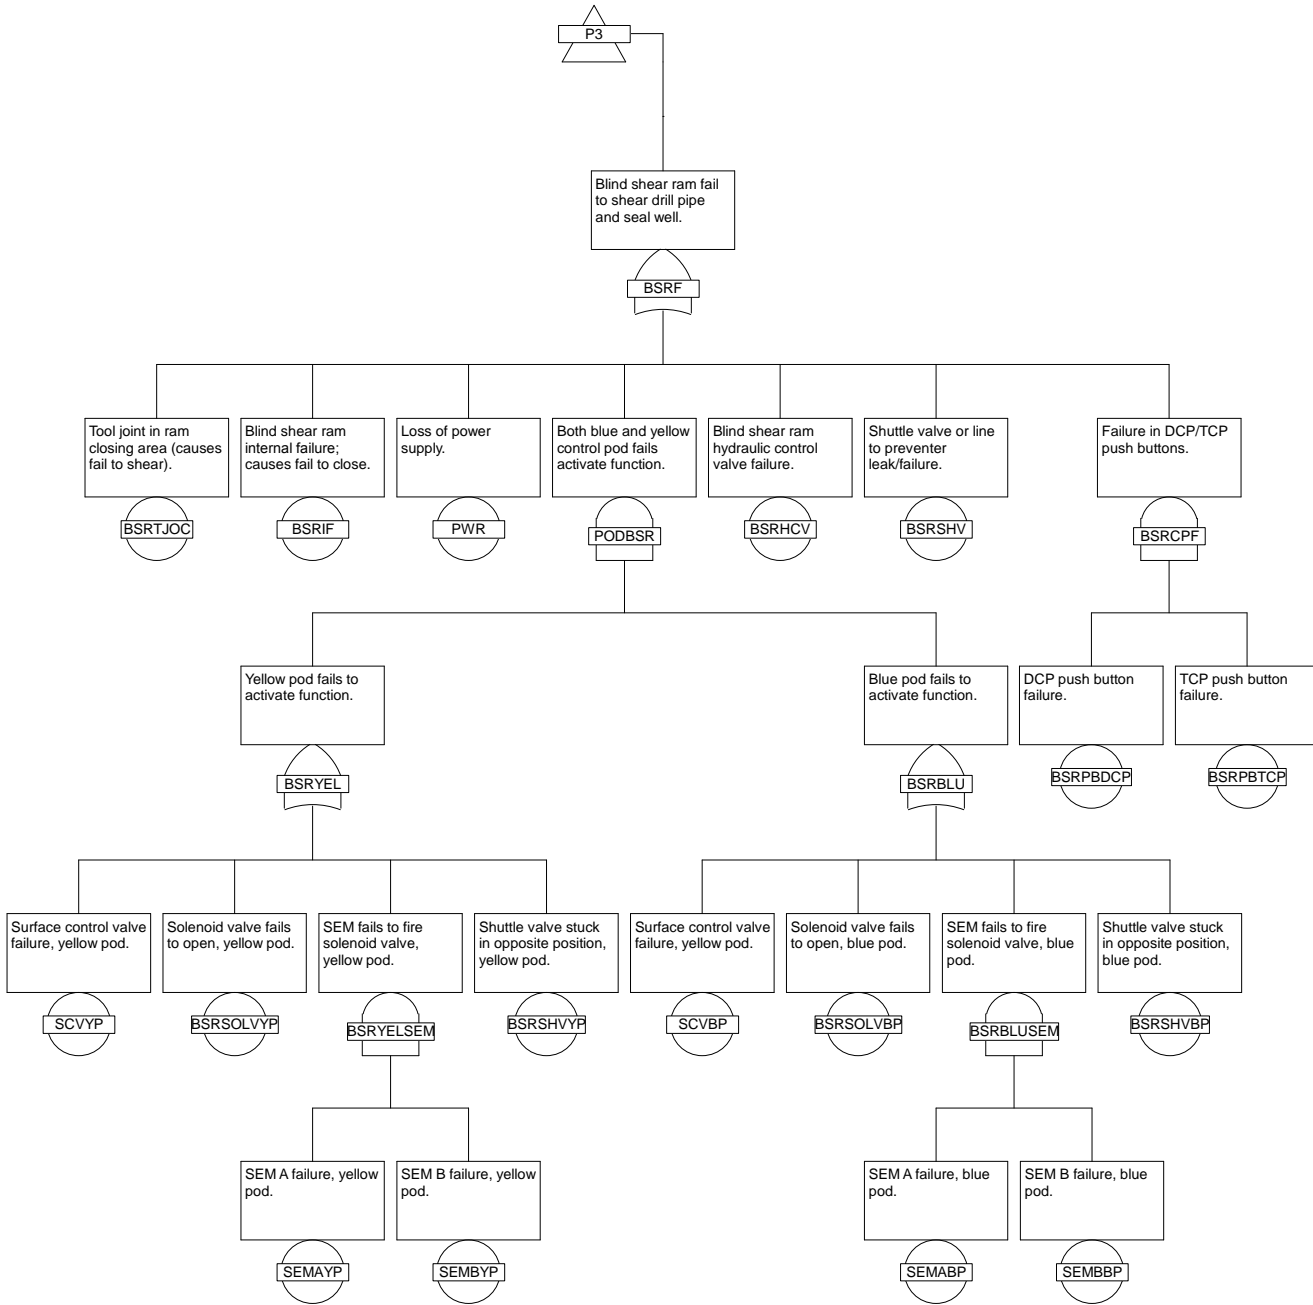 P3
Blind shear ram fail
to shear drill pipe
and seal well.
BSRF
Tool joint in ram
closing area (causes
fail to shear).
BSRTJOC
Blind shear ram
internal failure;
causes fail to close.
BSRIF
Loss of power
supply.
PWR
Both blue and yellow
control pod fails
activate function.
PODBSR
Blind shear ram
hydraulic control
valve failure.
BSRHCV
Shuttle valve or line
to preventer
leak/failure.
BSRSHV
Failure in DCP/TCP
push buttons.
BSRCPF
Yellow pod fails to
activate function.
BSRYEL
Blue pod fails to
activate function.
BSRBLU
DCP push button
failure.
BSRPBDCP
TCP push button
failure.
BSRPBTCP
Surface control valve
failure, yellow pod.
SCVYP
Solenoid valve fails
to open, yellow pod.
BSRSOLVYP
SEM fails to fire
solenoid valve,
yellow pod.
BSRYELSEM
Shuttle valve stuck
in opposite position,
yellow pod.
BSRSHVYP
Surface control valve
failure, yellow pod.
SCVBP
Solenoid valve fails
to open, blue pod.
BSRSOLVBP
SEM fails to fire
solenoid valve, blue
pod.
BSRBLUSEM
Shuttle valve stuck
in opposite position,
blue pod.
BSRSHVBP
SEM A failure, yellow
pod.
SEMAYP
SEM B failure, yellow
pod.
SEMBYP
SEM A failure, blue
pod.
SEMABP
SEM B failure, blue
pod.
SEMBBP